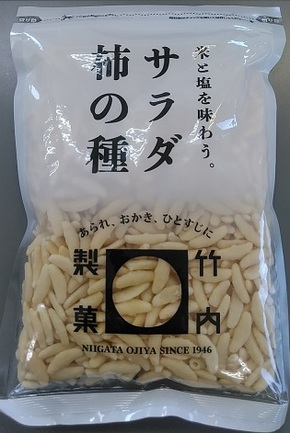 米と塩を味わう。
サラダ
柿の種
あられ、おかき、ひとすじに
竹内
製菓
NIIGATA OJIYA SINCE 1946